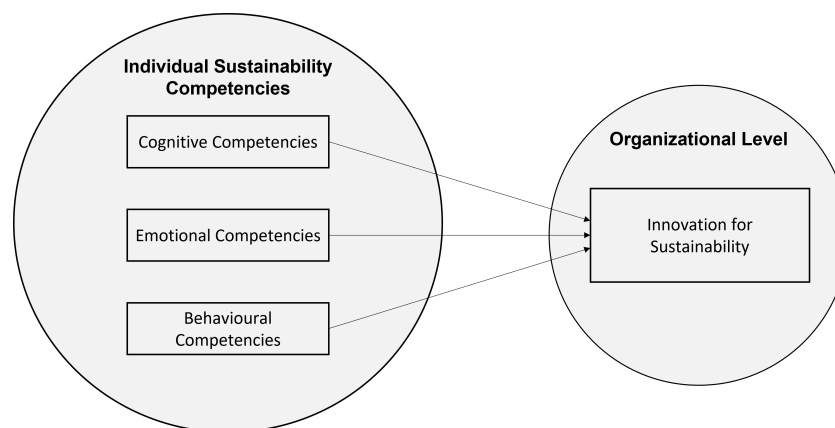 Individual Sustainability
Competencies
Cognitive Competencies
Emotional Competencies
Behavioural
Competencies
Organizational Level
Innovation for
Sustainability